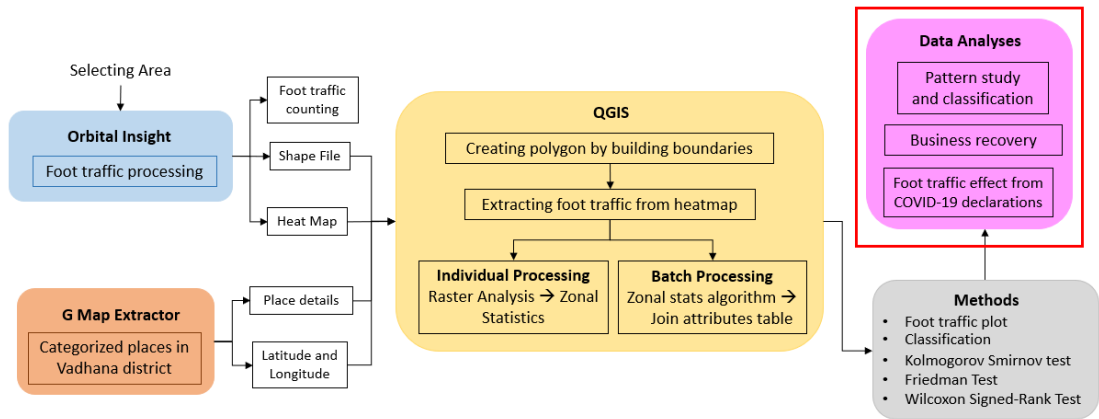 Selecting Area
Orbital Insight
Foot traffic processing
Foot traffic
counting
Shape File
Heat Map
G Map Extractor
Categorized places in
Vadhana district
Place details
Latitude and
Longitude
QGIS
Creating polygon by building boundaries
Extracting foot traffic from heatmap
Individual Processing
Raster Analysis → Zonal
Statistics
Batch Processing
Zonal stats algorithm →
Join attributes table
Data Analyses
Pattern study
and classification
Business recovery
Foot traffic effect from
COVID-19 declarations
Methods
• Foot traffic plot
• Classification
• Kolmogorov Smirnov test
• Friedman Test
• Wilcoxon Signed-Rank Test